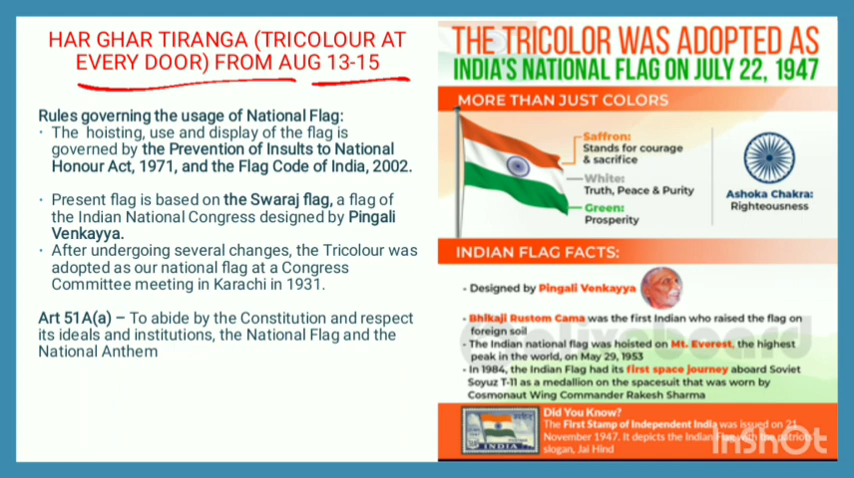 HAR GHAR TIRANGA (TRICOLOUR AT
EVERY DOOR) FROM AUG 13-15
Rules governing the usage of National Flag:
· The hoisting, use and display of the flag is
governed by the Prevention of Insults to National
Honour Act, 1971, and the Flag Code of India, 2002.
· Present flag is based on the Swaraj flag, a flag of
the Indian National Congress designed by Pingali
Venkayya.
· After undergoing several changes, the Tricolour was
adopted as our national flag at a Congress
Committee meeting in Karachi in 1931.
Art 51A(a) – To abide by the Constitution and respect
its ideals and institutions, the National Flag and the
National Anthem
THE TRICOLOR WAS ADOPTED AS
INDIA'S NATIONAL FLAG ON JULY 22, 1947
MORE THAN JUST COLORS
Saffron:
Stands for courage
& sacrifice
White:
Truth, Peace & Purity
Green:
Prosperity
Ashoka Chakra:
Righteousness
INDIAN FLAG FACTS:
- Designed by Pingali Venkayya
- Bhikaji Rustom Cama was the first Indian who raised the flag on
foreign soil
- The Indian national flag was hoisted on Mt. Everest, the highest
peak in the world, on May 29, 1953
- In 1984, the Indian Flag had its first space journey aboard Soviet
Soyuz T-11 as a medallion on the spacesuit that was worn by
Cosmonaut Wing Commander Rakesh Sharma
Did You Know?
The First Stamp of Independent India was issued on 21
November 1947. It depicts the Indian Flag with the patriots'
slogan, Jai Hind
INDIA
InShOt